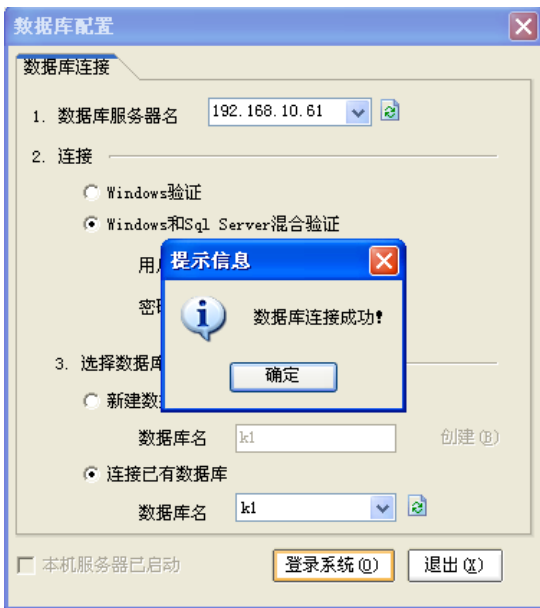 数据库配置
数据库连接
1. 数据库服务器名 192.168.10.61
2. 连接
Windows验证
Windows和Sql Server混合验证
用
提示信息
密
数据库连接成功!
3. 选择数据库
确定
新建数
数据库名 k1 创建(B)
连接已有数据库
数据库名 k1
本机服务器已启动 登录系统(O) 退出(X)